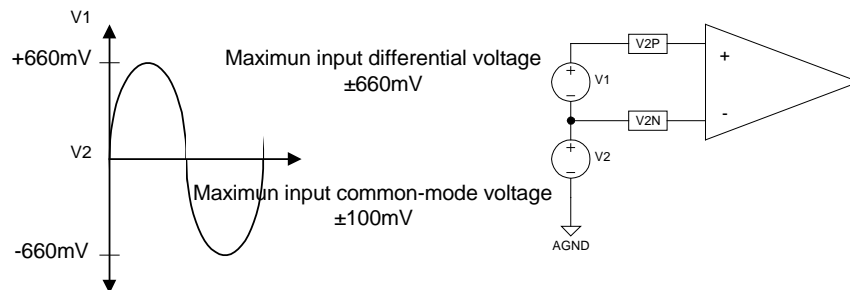 V1
+660mV
V2
-660mV
Maximun input differential voltage
±660mV
Maximun input common-mode voltage
±100mV
V2P
+
+
−
V1
V2N
-
+
−
V2
AGND